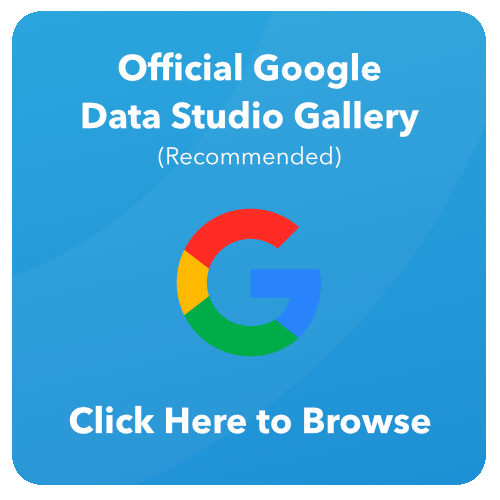 Official Google
Data Studio Gallery
(Recommended)
Click Here to Browse